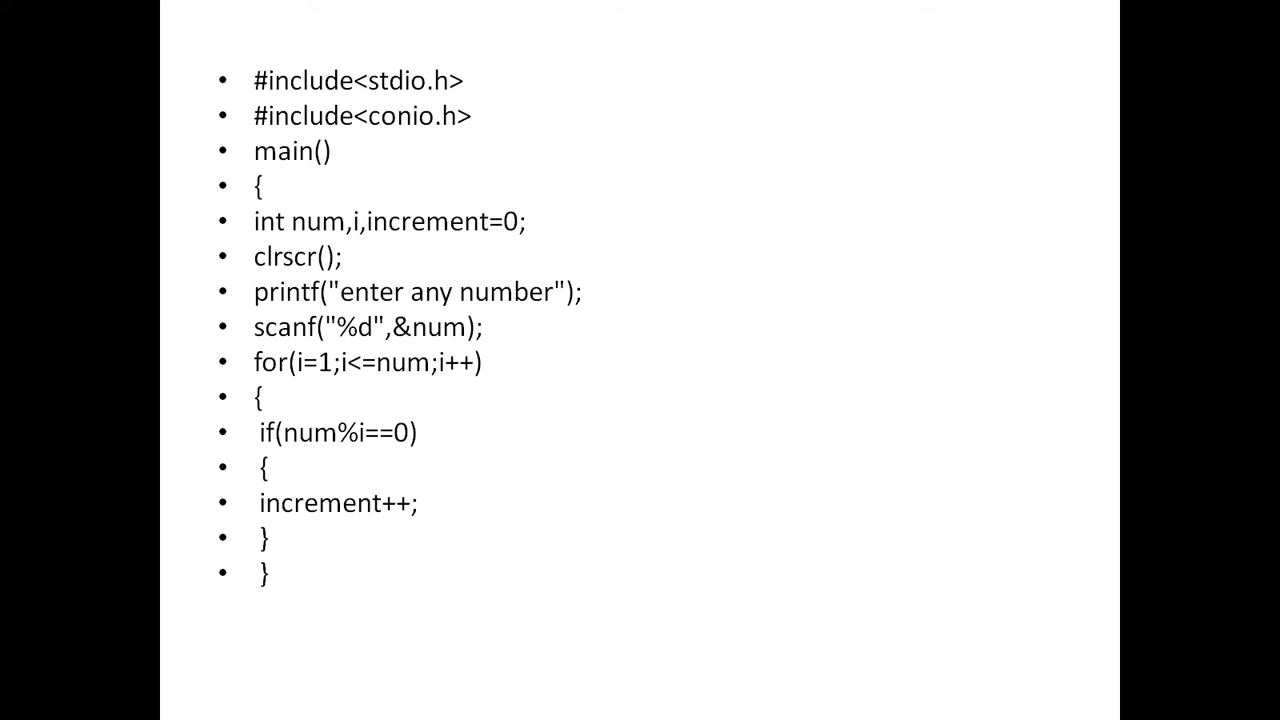 • #include<stdio.h>
• #include<conio.h>
• main()
• {
• int num,i,increment=0;
• clrscr();
• printf("enter any number");
• scanf("%d",&num);
• for(i=1;i<=num;i++)
• {
• if(num%i==0)
• {
• increment++;
• }
• }